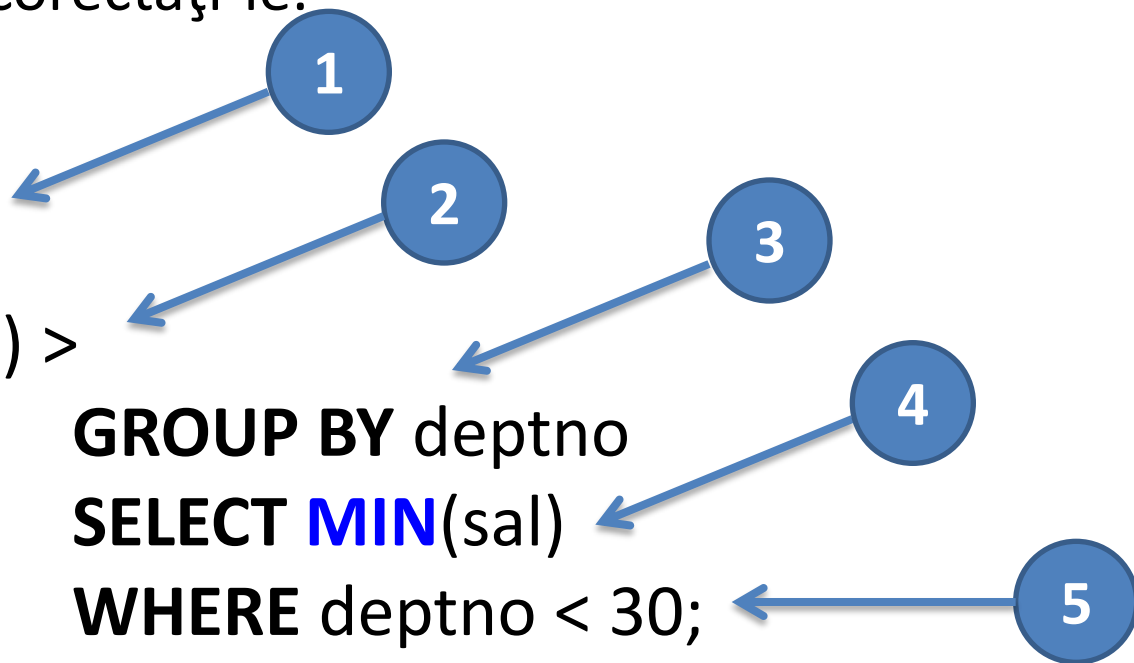 corectaţi-le:
1
2
3
) >
GROUP BY deptno
4
SELECT MIN(sal)
WHERE deptno < 30;
5